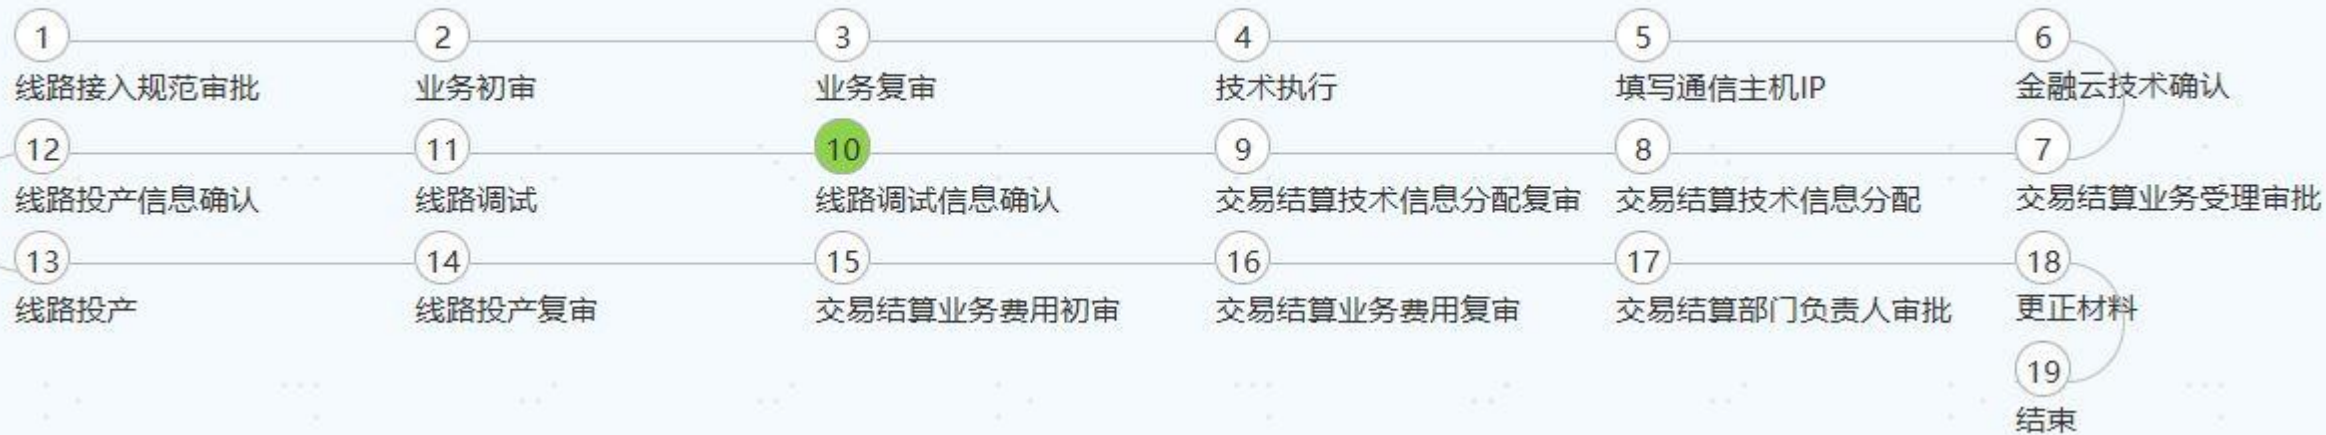 1 2 3 4 5 6
线路接入规范审批 业务初审 业务复审 技术执行 填写通信主机IP 金融云技术确认
12 11 10 9 8 7
线路投产信息确认 线路调试 线路调试信息确认 交易结算技术信息分配复审 交易结算技术信息分配 交易结算业务受理审批
13 14 15 16 17 18
线路投产 线路投产复审 交易结算业务费用初审 交易结算业务费用复审 交易结算部门负责人审批 更正材料
19
结束